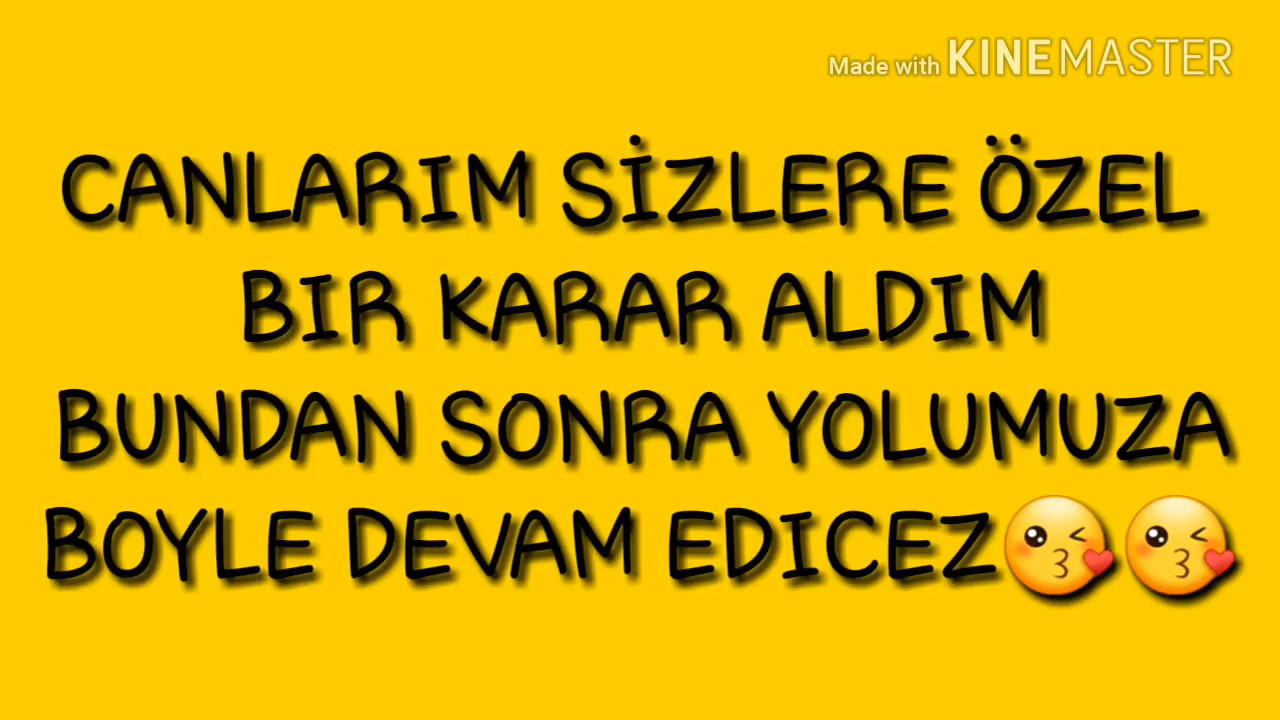 Made with KINEMASTER
CANLARIM SİZLERE ÖZEL
BIR KARAR ALDIM
BUNDAN SONRA YOLUMUZA
BOYLE DEVAM EDICEZ😘😘